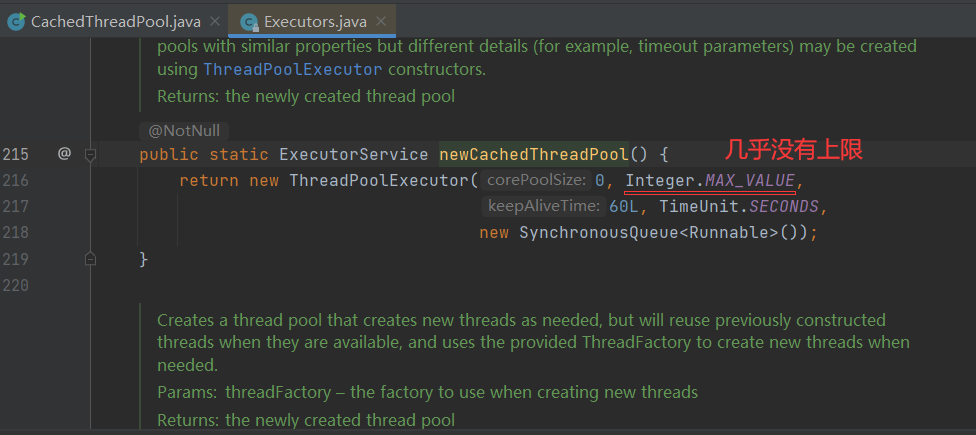 CachedThreadPool.java Executors.java
pools with similar properties but different details (for example, timeout parameters) may be created
using ThreadPoolExecutor constructors.
Returns: the newly created thread pool
@NotNull
215 @ public static ExecutorService newCachedThreadPool() { 几乎没有上限
216 return new ThreadPoolExecutor( corePoolSize: 0, Integer.MAX_VALUE,
217 keepAliveTime: 60L, TimeUnit.SECONDS,
218 new SynchronousQueue<Runnable>());
219 }
220
Creates a thread pool that creates new threads as needed, but will reuse previously constructed
threads when they are available, and uses the provided ThreadFactory to create new threads when
needed.
Params: threadFactory – the factory to use when creating new threads
Returns: the newly created thread pool